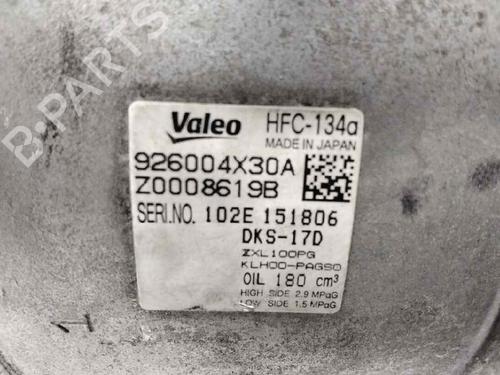 Valeo HFC-134a
MADE IN JAPAN
926004X30A
Z0008619B
SERI.NO. 102E 151806
DKS-17D
ZXL100PG
KLH00-PAGS0
OIL 180 cm³
HIGH SIDE 2.9 MPaG
LOW SIDE 1.5 MPaG
B-PARTS